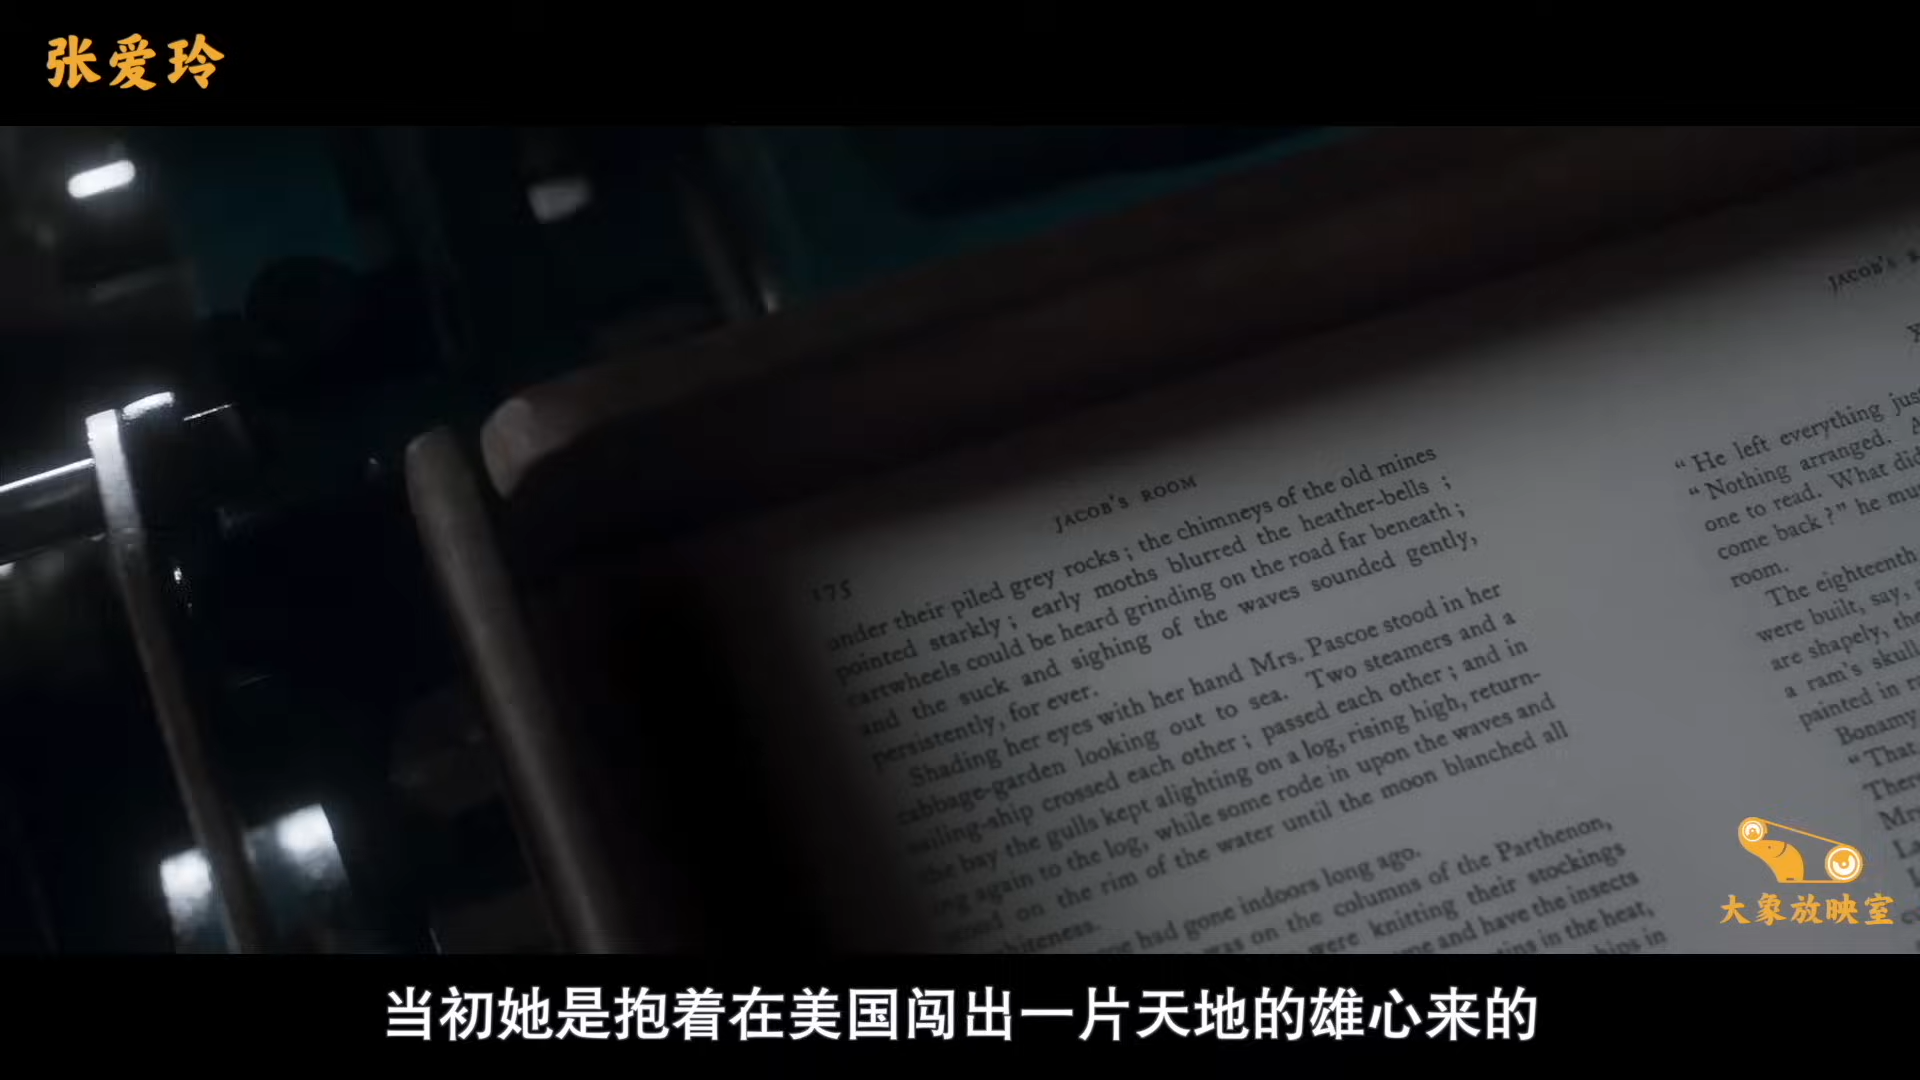 张爱玲
JACOB'S ROOM
175
under their piled grey rocks ; the chimneys of the old mines
pointed starkly ; early moths blurred the heather-bells ;
cartwheels could be heard grinding on the road far beneath ;
and the suck and sighing of the waves sounded gently,
persistently, for ever.
Shading her eyes with her hand Mrs. Pascoe stood in her
cabbage-garden looking out to sea. Two steamers and a
sailing-ship crossed each other ; passed each other ; and in
the bay the gulls kept alighting on a log, rising high, return-
ing again to the log, while some rode in upon the waves and
stood on the rim of the water until the moon blanched all
whiteness.
had gone indoors long ago.
was on the columns of the Parthenon,
were knitting their stockings
and have the insects
in the heat,
in
JACOB'S
“ He left everything
“ Nothing arranged.
one to read. What did
come back ? ” he
room.
The eighteenth
were built, say,
are shapely, the
a ram's skull
painted in
Bonamy
“ That
There
大象放映室
当初她是抱着在美国闯出一片天地的雄心来的